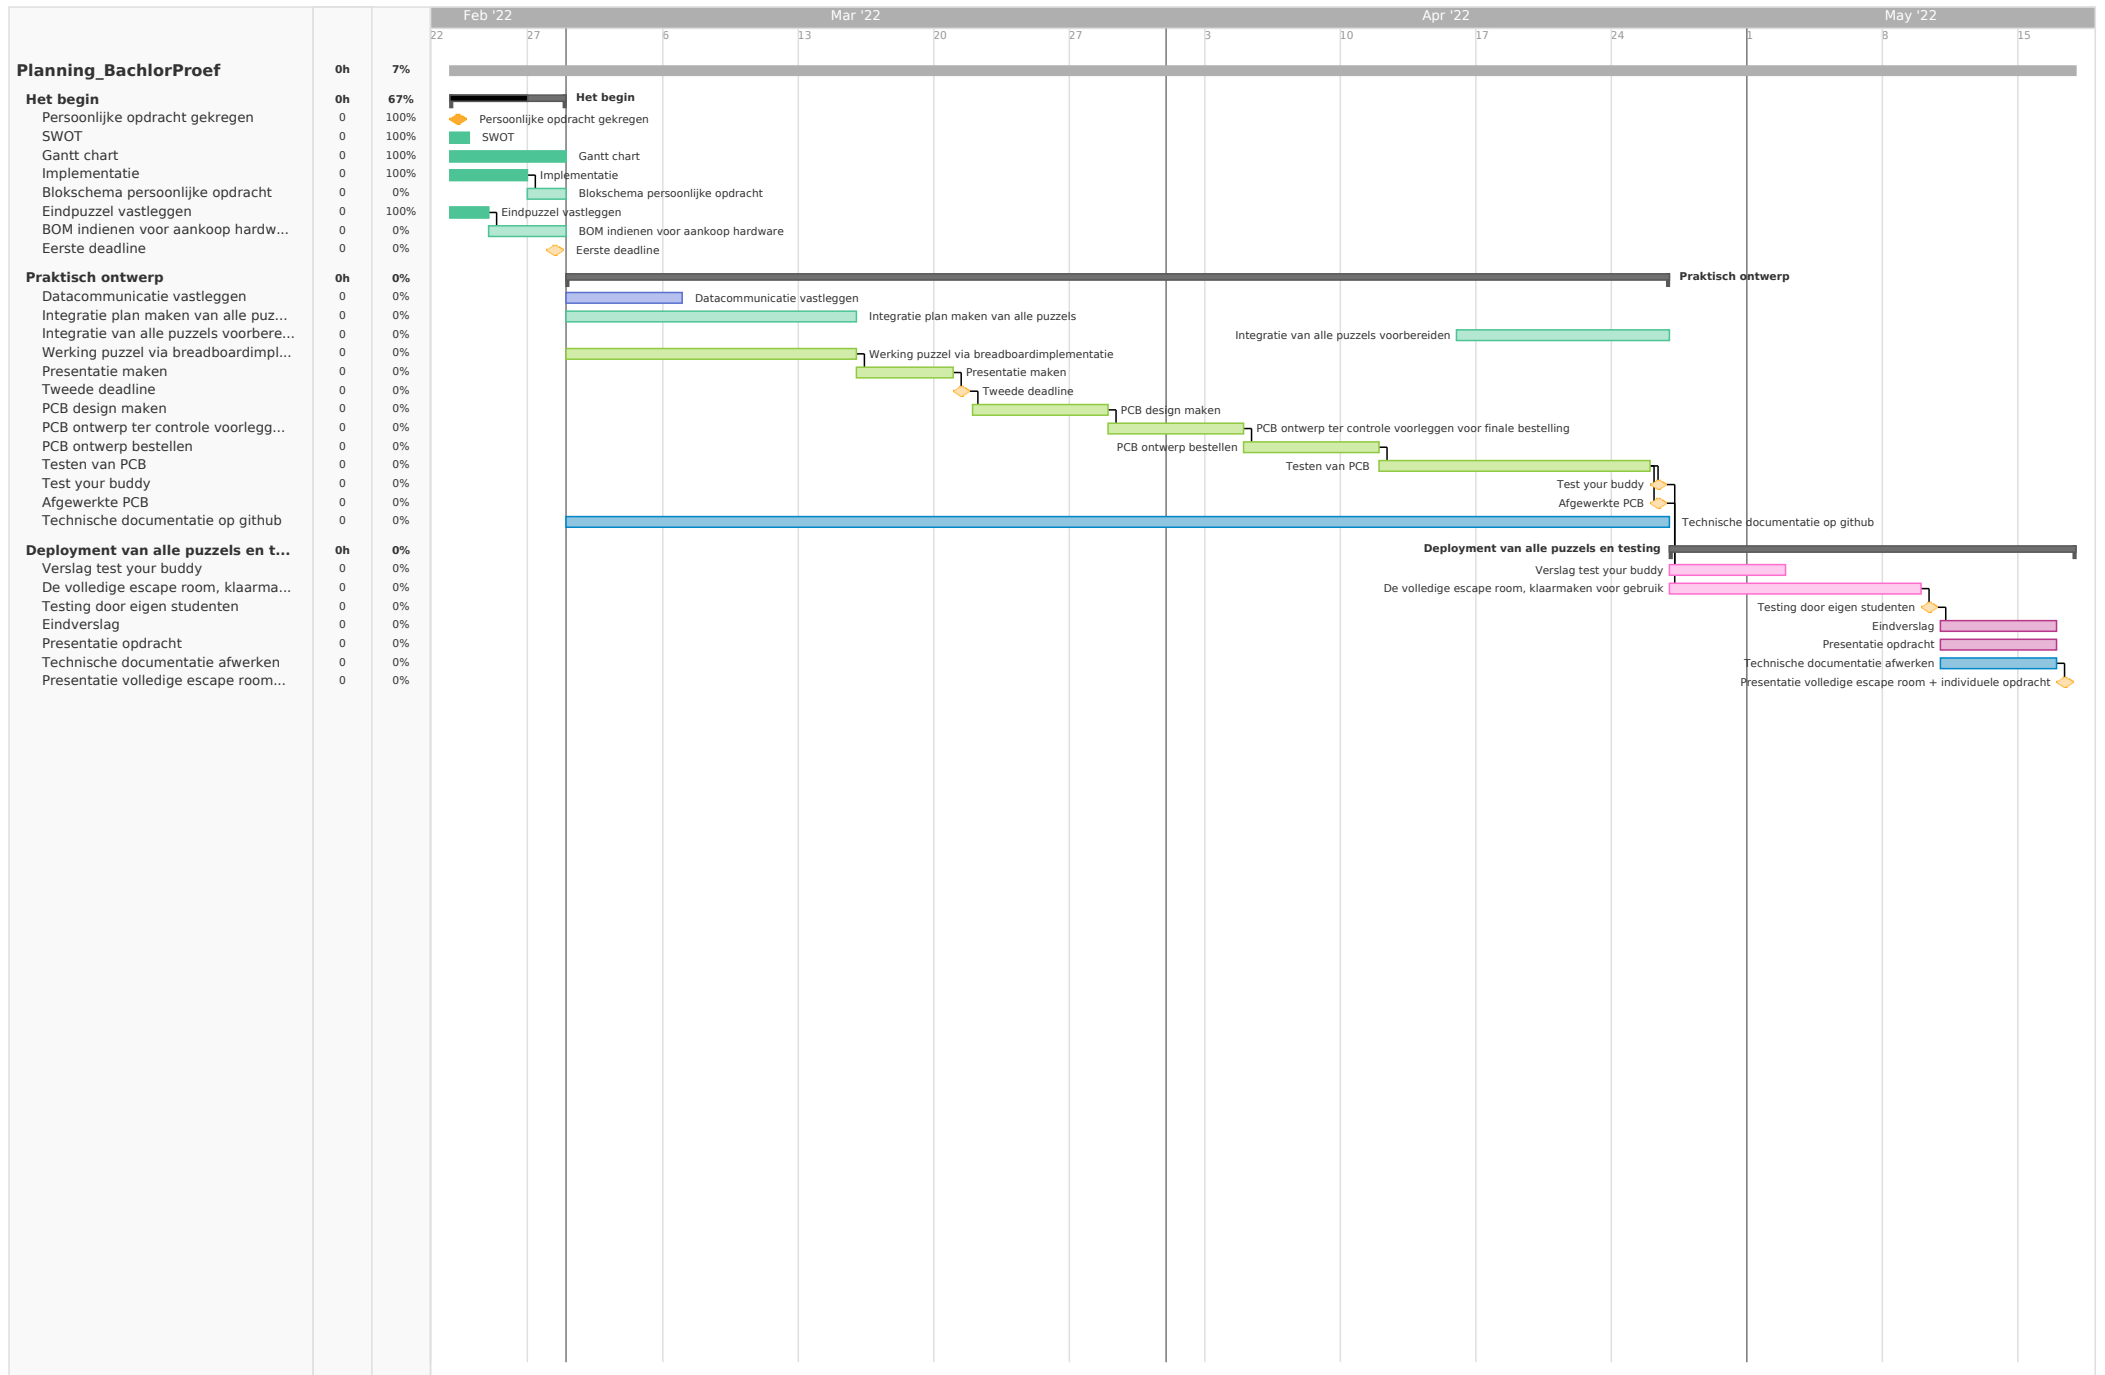 Feb '22 Mar '22 Apr '22 May '22
22 27 6 13 20 27 3 10 17 24 1 8 15
Planning_BachlorProef 0h 7%
Het begin 0h 67% Het begin
Persoonlijke opdracht gekregen 0 100% Persoonlijke opdracht gekregen
SWOT 0 100% SWOT
Gantt chart 0 100% Gantt chart
Implementatie 0 100% Implementatie
Blokschema persoonlijke opdracht 0 0% Blokschema persoonlijke opdracht
Eindpuzzel vastleggen 0 100% Eindpuzzel vastleggen
BOM indienen voor aankoop hardw... 0 0% BOM indienen voor aankoop hardware
Eerste deadline 0 0% Eerste deadline
Praktisch ontwerp 0h 0% Praktisch ontwerp
Datacommunicatie vastleggen 0 0% Datacommunicatie vastleggen
Integratie plan maken van alle puz... 0 0% Integratie plan maken van alle puzzels
Integratie van alle puzzels voorbere... 0 0% Integratie van alle puzzels voorbereiden
Werking puzzel via breadboardimpl... 0 0% Werking puzzel via breadboardimplementatie
Presentatie maken 0 0% Presentatie maken
Tweede deadline 0 0% Tweede deadline
PCB design maken 0 0% PCB design maken
PCB ontwerp ter controle voorlegg... 0 0% PCB ontwerp ter controle voorleggen voor finale bestelling
PCB ontwerp bestellen 0 0% PCB ontwerp bestellen
Testen van PCB 0 0% Testen van PCB
Test your buddy 0 0% Test your buddy
Afgewerkte PCB 0 0% Afgewerkte PCB
Technische documentatie op github 0 0% Technische documentatie op github
Deployment van alle puzzels en t... 0h 0% Deployment van alle puzzels en testing
Verslag test your buddy 0 0% Verslag test your buddy
De volledige escape room, klaarma... 0 0% De volledige escape room, klaarmaken voor gebruik
Testing door eigen studenten 0 0% Testing door eigen studenten
Eindverslag 0 0% Eindverslag
Presentatie opdracht 0 0% Presentatie opdracht
Technische documentatie afwerken 0 0% Technische documentatie afwerken
Presentatie volledige escape room... 0 0% Presentatie volledige escape room + individuele opdracht